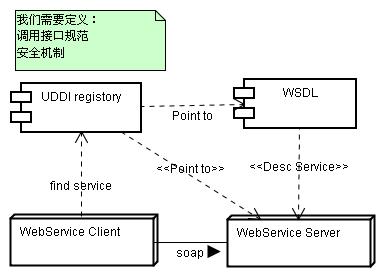 我们需要定义：
调用接口规范
安全机制
UDDI registory
WSDL
Point to
<<Point to>>
<<Desc Service>>
find service
WebService Client
WebService Server
soap